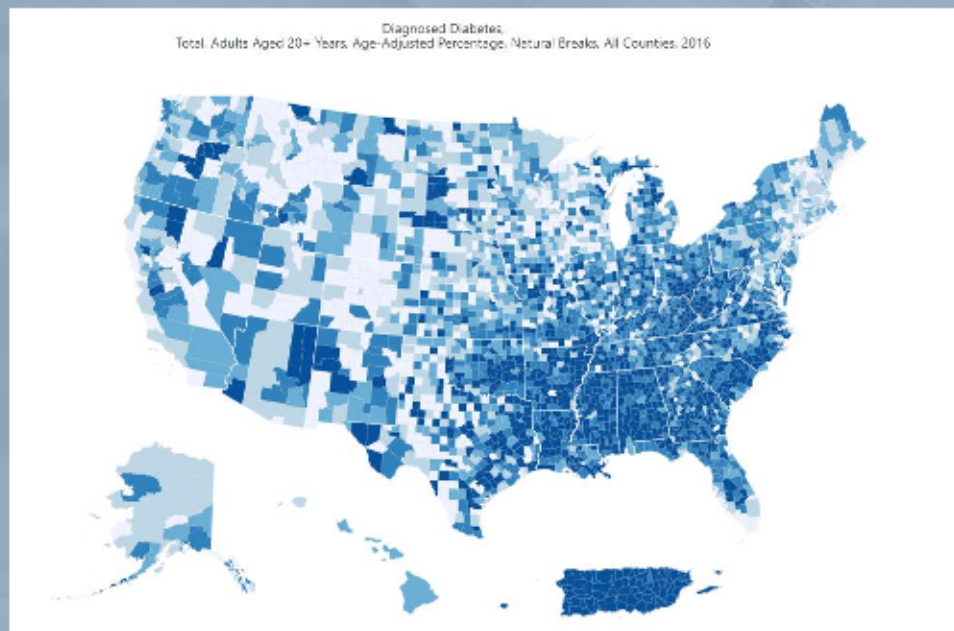 Diagnosed Diabetes,
Total, Adults Aged 20+ Years, Age-Adjusted Percentage, Natural Breaks, All Counties, 2016